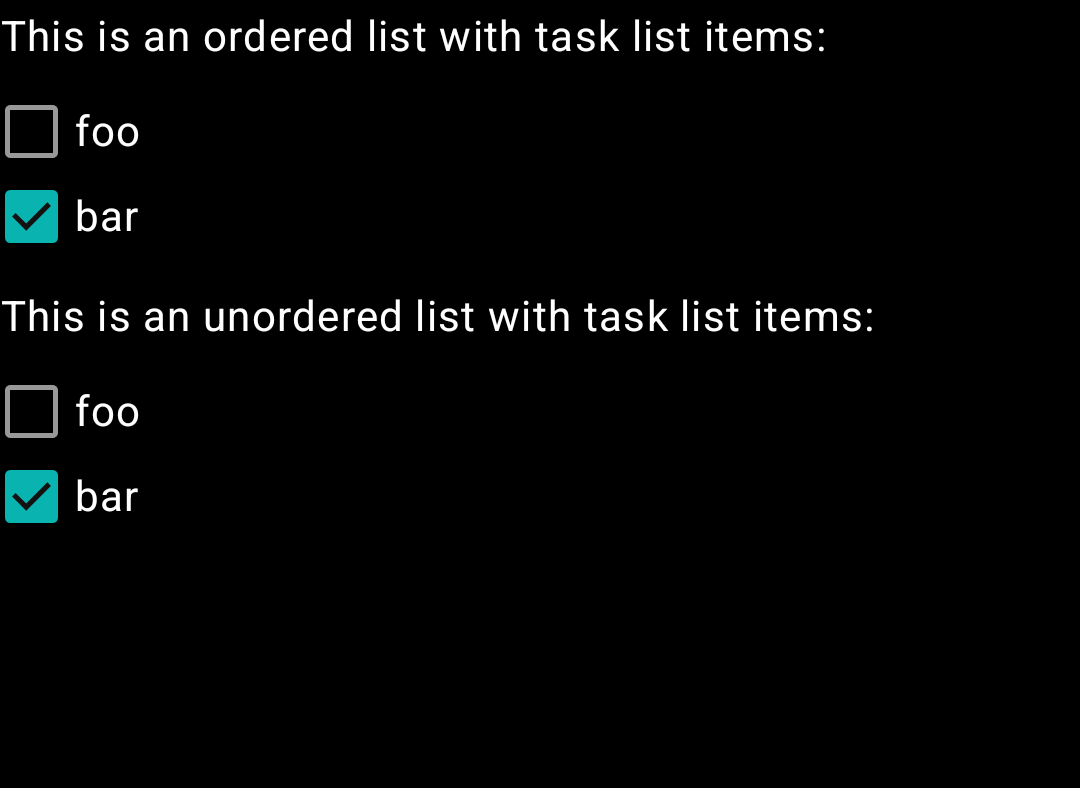 This is an ordered list with task list items:
foo
bar
This is an unordered list with task list items:
foo
bar